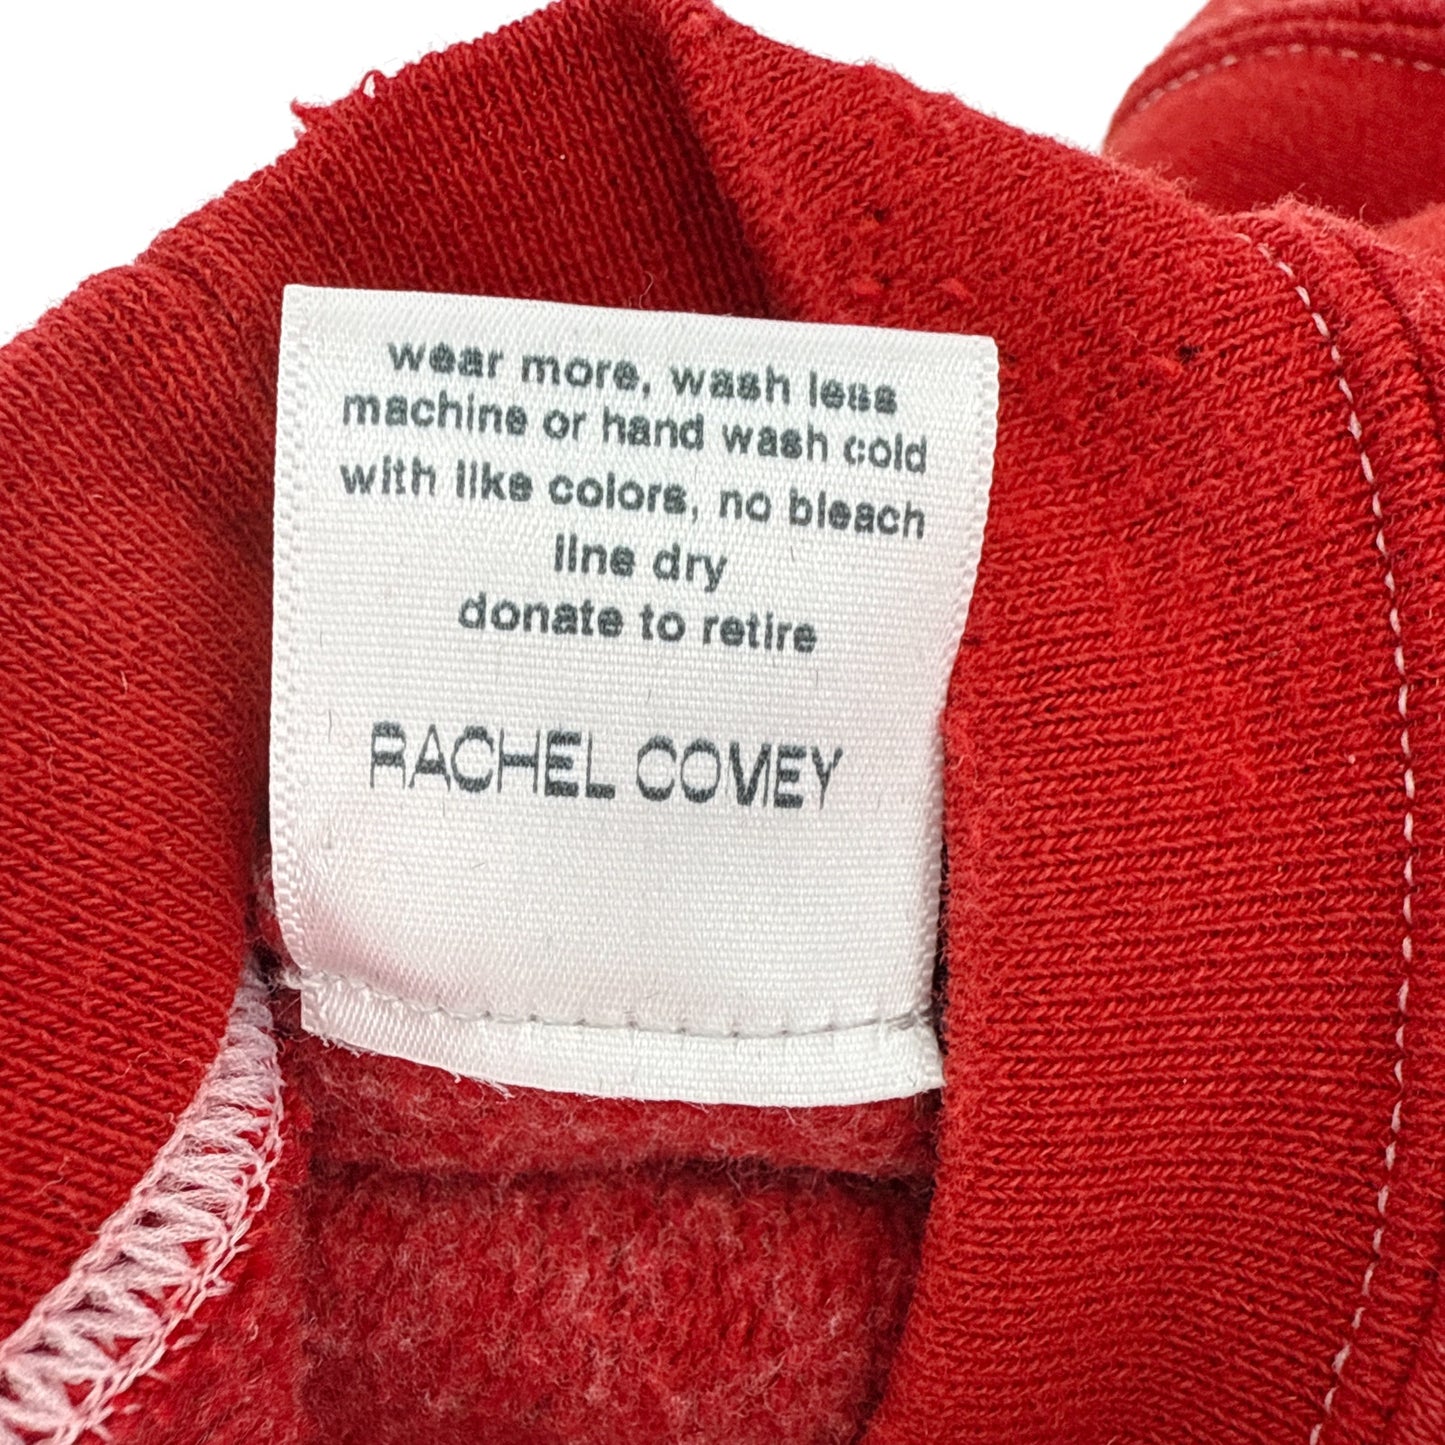 wear more, wash less
machine or hand wash cold
with like colors, no bleach
line dry
donate to retire
RACHEL COMEY